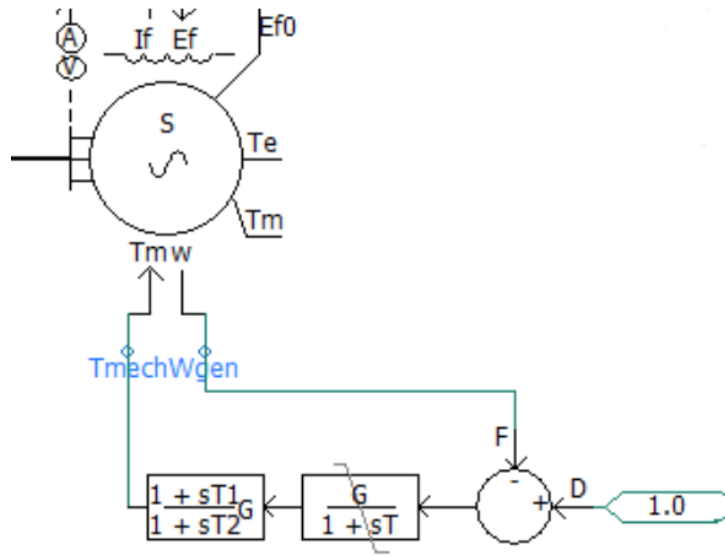 A
V
If Ef
Ef0
S
Te
Tm
Tm w
TmechWgen
F
-
+
D
1.0
1 + sT1
1 + sT2
G
G
1 + sT